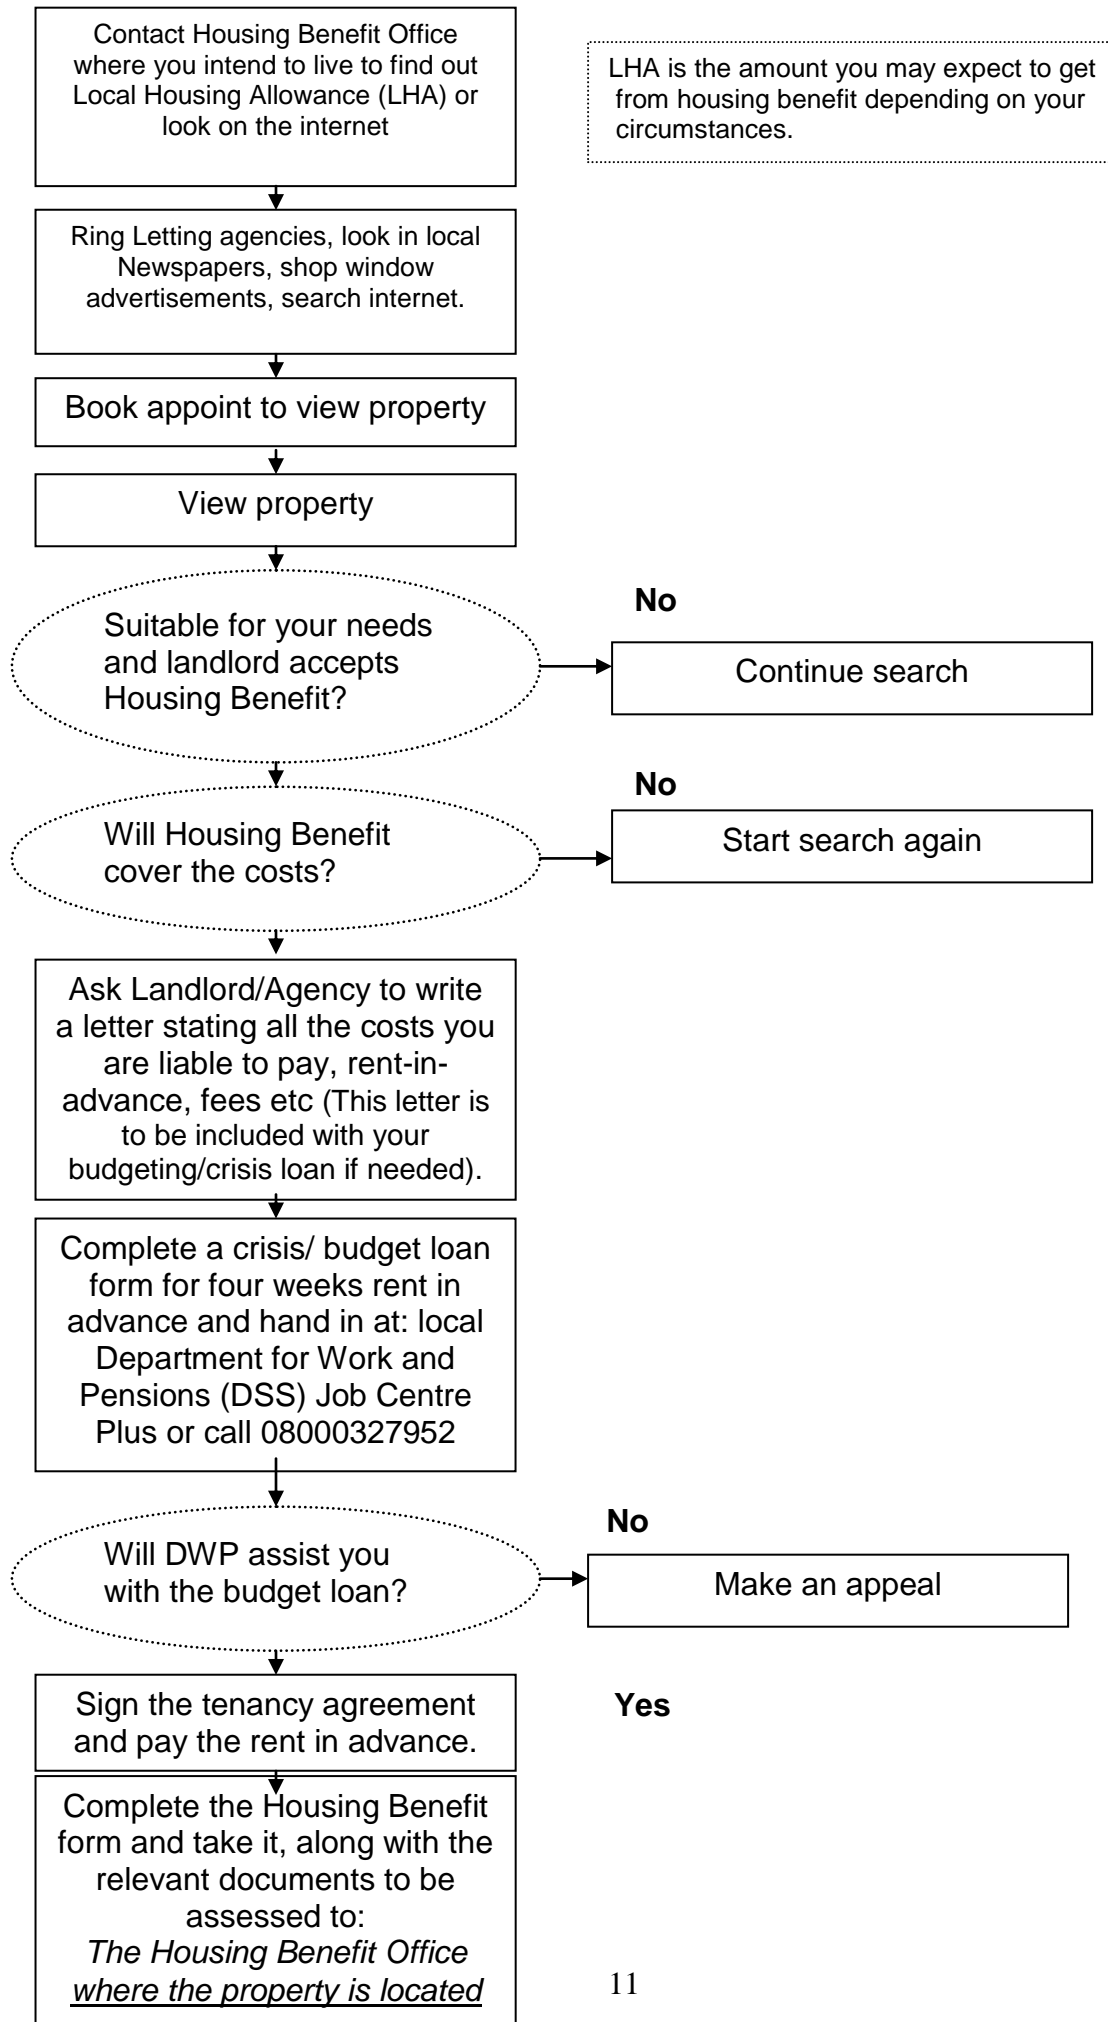 Contact Housing Benefit Office
where you intend to live to find out
Local Housing Allowance (LHA) or
look on the internet
LHA is the amount you may expect to get
from housing benefit depending on your
circumstances.
Ring Letting agencies, look in local
Newspapers, shop window
advertisements, search internet.
Book appoint to view property
View property
Suitable for your needs
and landlord accepts
Housing Benefit?
No
Continue search
Will Housing Benefit
cover the costs?
No
Start search again
Ask Landlord/Agency to write
a letter stating all the costs you
are liable to pay, rent-in-
advance, fees etc (This letter is
to be included with your
budgeting/crisis loan if needed).
Complete a crisis/ budget loan
form for four weeks rent in
advance and hand in at: local
Department for Work and
Pensions (DSS) Job Centre
Plus or call 08000327952
Will DWP assist you
with the budget loan?
No
Make an appeal
Sign the tenancy agreement
and pay the rent in advance.
Yes
Complete the Housing Benefit
form and take it, along with the
relevant documents to be
assessed to:
The Housing Benefit Office
where the property is located
11